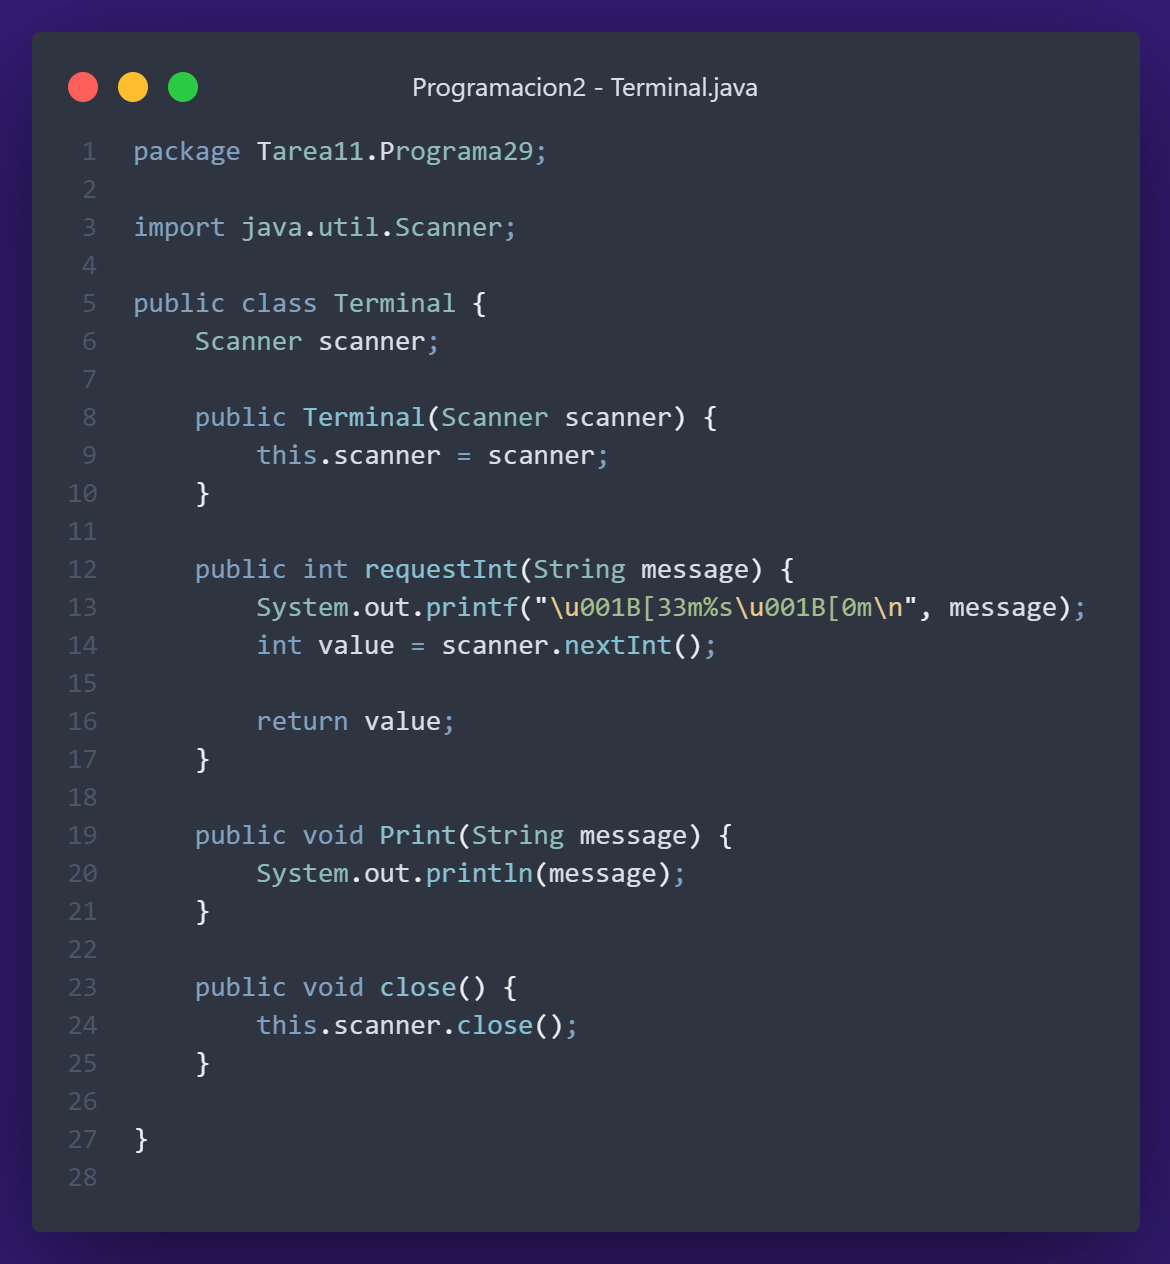 Programacion2 - Terminal.java
1 package Tarea11.Programa29;
2
3 import java.util.Scanner;
4
5 public class Terminal {
6     Scanner scanner;
7
8     public Terminal(Scanner scanner) {
9         this.scanner = scanner;
10     }
11
12     public int requestInt(String message) {
13         System.out.printf("\u001B[33m%s\u001B[0m\n", message);
14         int value = scanner.nextInt();
15
16         return value;
17     }
18
19     public void Print(String message) {
20         System.out.println(message);
21     }
22
23     public void close() {
24         this.scanner.close();
25     }
26
27 }
28